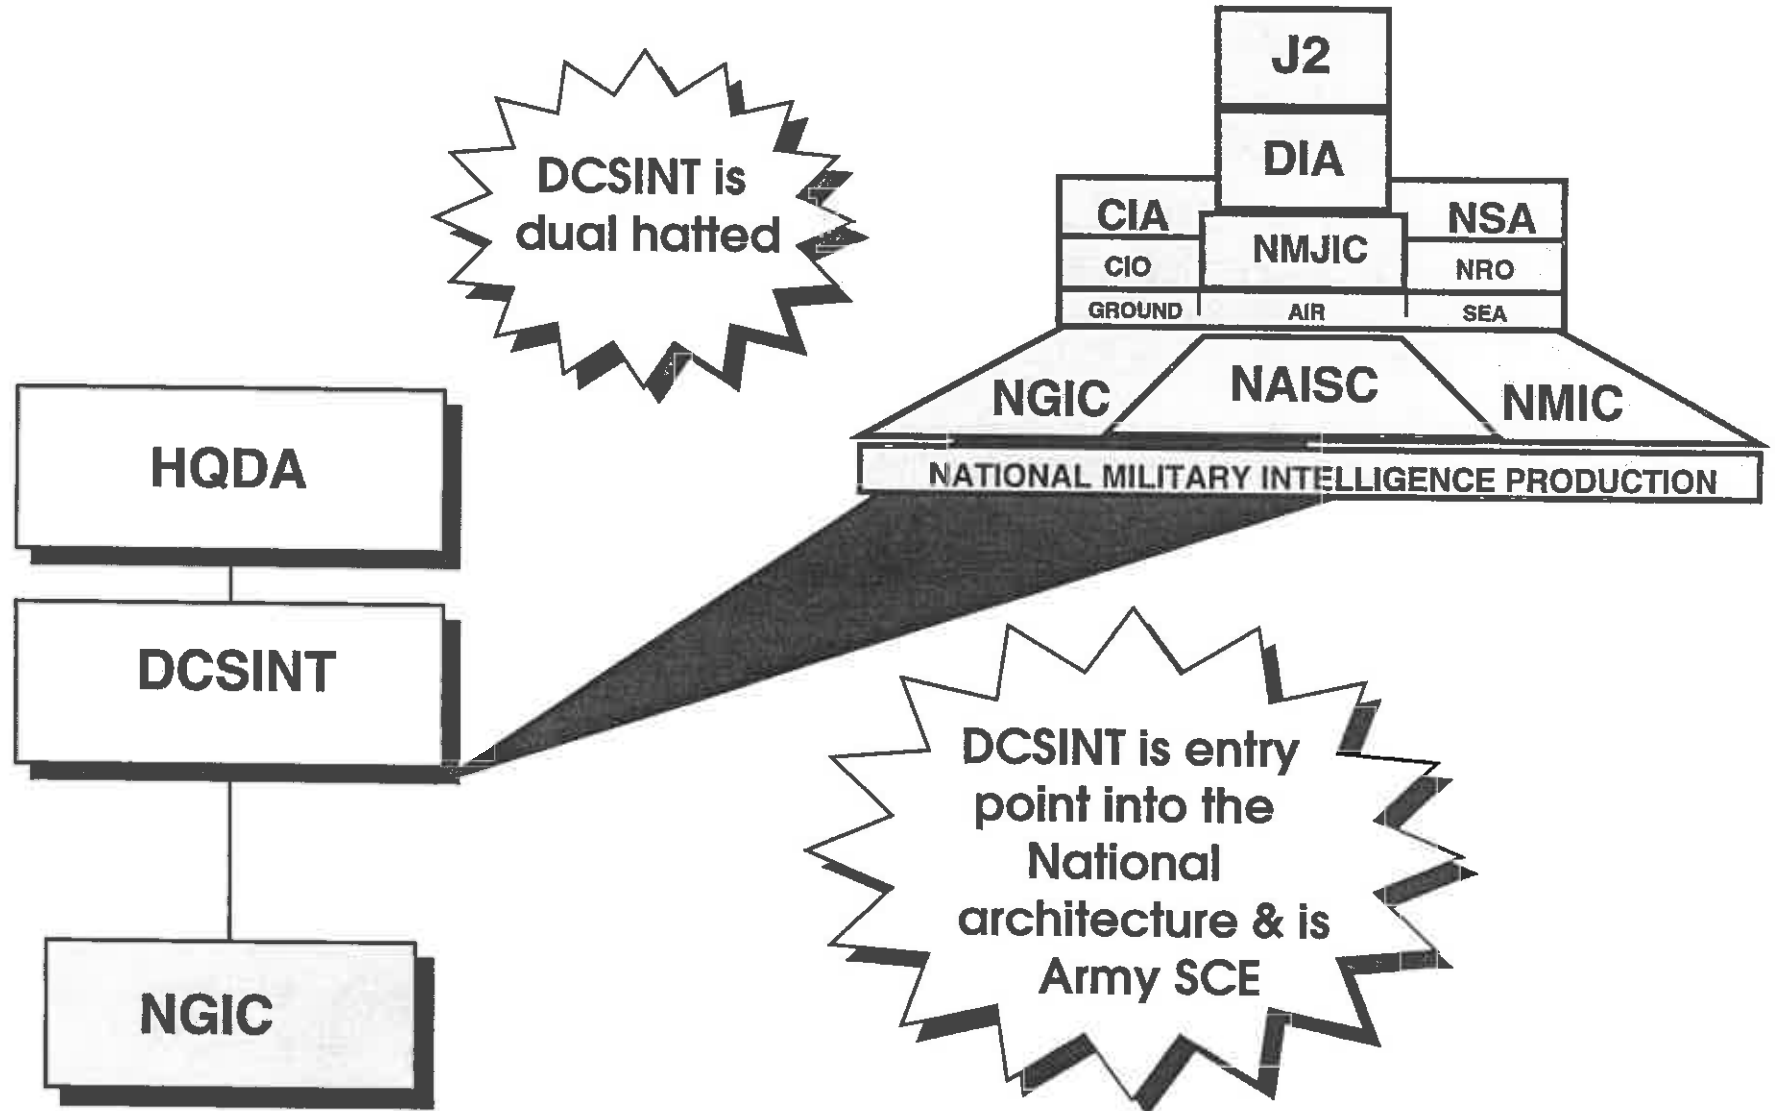 J2
DIA
CIA
NMJIC
NSA
CIO
NRO
GROUND
AIR
SEA
NGIC
NAISC
NMIC
NATIONAL MILITARY INTELLIGENCE PRODUCTION
DCSINT is
dual hatted
HQDA
DCSINT
NGIC
DCSINT is entry
point into the
National
architecture & is
Army SCE